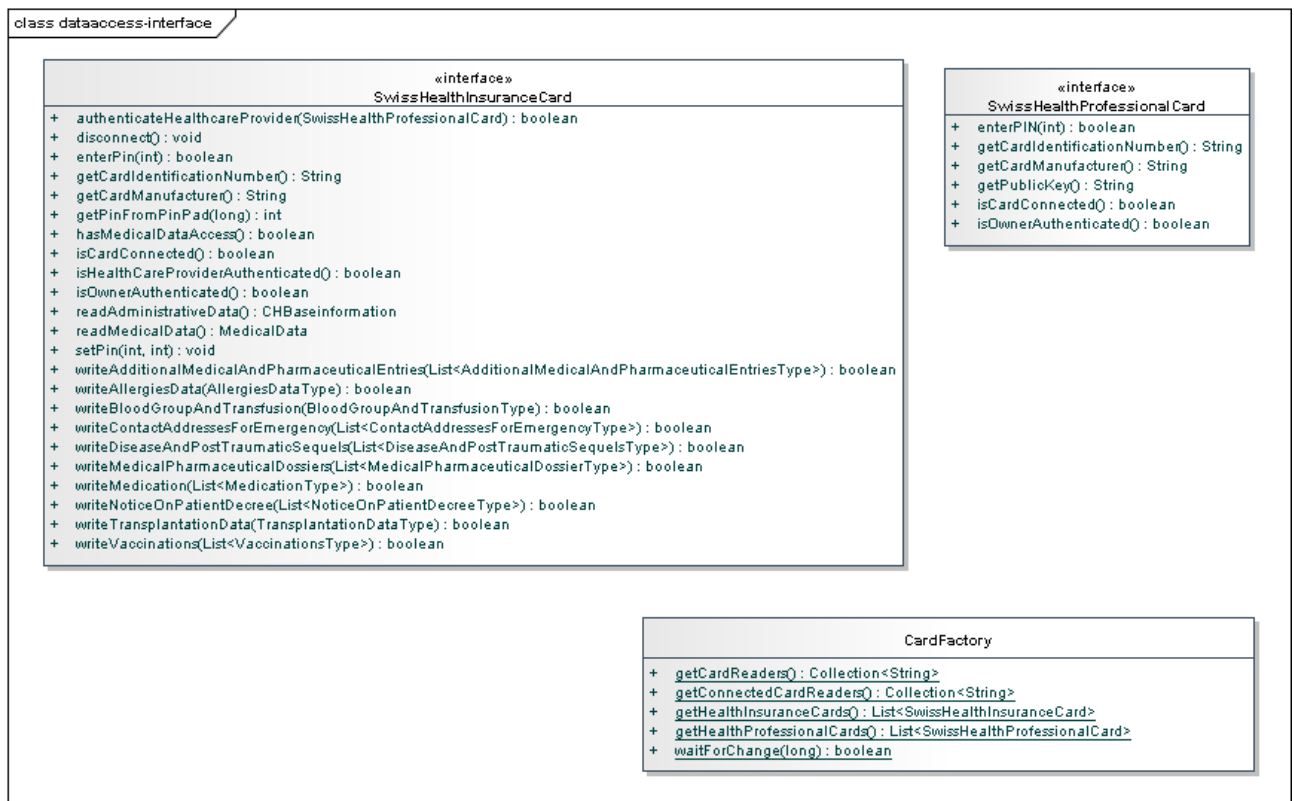 class dataaccess-interface
«interface»
SwissHealthInsuranceCard
+ authenticateHealthcareProvider(SwissHealthProfessionalCard) : boolean
+ disconnect() : void
+ enterPin(int) : boolean
+ getCardIdentificationNumber() : String
+ getCardManufacturer() : String
+ getPinFromPinPad(long) : int
+ hasMedicalDataAccess() : boolean
+ isCardConnected() : boolean
+ isHealthCareProviderAuthenticated() : boolean
+ isOwnerAuthenticated() : boolean
+ readAdministrativeData() : CHBaseinformation
+ readMedicalData() : MedicalData
+ setPin(int, int) : void
+ writeAdditionalMedicalAndPharmaceuticalEntries(List<AdditionalMedicalAndPharmaceuticalEntriesType>) : boolean
+ writeAllergiesData(AllergiesDataType) : boolean
+ writeBloodGroupAndTransfusion(BloodGroupAndTransfusionType) : boolean
+ writeContactAddressesForEmergency(List<ContactAddressesForEmergencyType>) : boolean
+ writeDiseaseAndPostTraumaticSequels(List<DiseaseAndPostTraumaticSequelsType>) : boolean
+ writeMedicalPharmaceuticalDossiers(List<MedicalPharmaceuticalDossierType>) : boolean
+ writeMedication(List<MedicationType>) : boolean
+ writeNoticeOnPatientDecree(List<NoticeOnPatientDecreeType>) : boolean
+ writeTransplantationData(TransplantationDataType) : boolean
+ writeVaccinations(List<VaccinationsType>) : boolean
«interface»
SwissHealthProfessionalCard
+ enterPIN(int) : boolean
+ getCardIdentificationNumber() : String
+ getCardManufacturer() : String
+ getPublicKey() : String
+ isCardConnected() : boolean
+ isOwnerAuthenticated() : boolean
CardFactory
+ getCardReaders() : Collection<String>
+ getConnectedCardReaders() : Collection<String>
+ getHealthInsuranceCards() : List<SwissHealthInsuranceCard>
+ getHealthProfessionalCards() : List<SwissHealthProfessionalCard>
+ waitForChange(long) : boolean